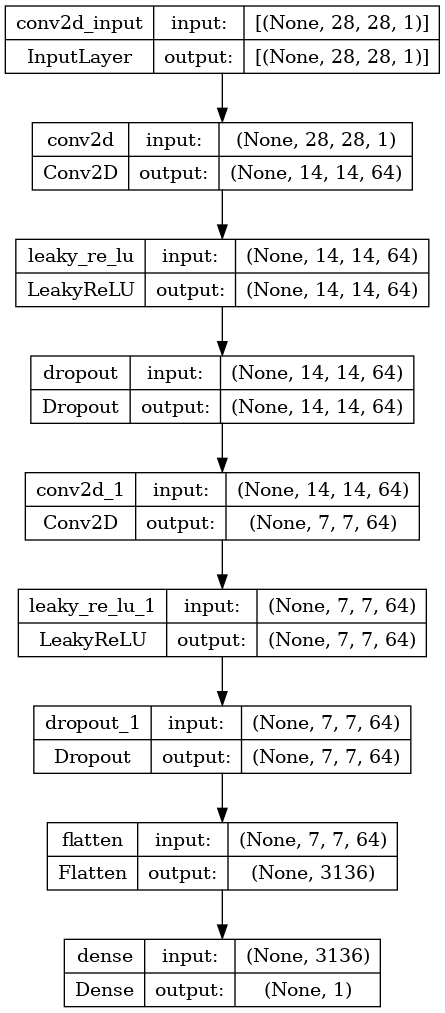 conv2d_input input: [(None, 28, 28, 1)]
InputLayer output: [(None, 28, 28, 1)]
conv2d input: (None, 28, 28, 1)
Conv2D output: (None, 14, 14, 64)
leaky_re_lu input: (None, 14, 14, 64)
LeakyReLU output: (None, 14, 14, 64)
dropout input: (None, 14, 14, 64)
Dropout output: (None, 14, 14, 64)
conv2d_1 input: (None, 14, 14, 64)
Conv2D output: (None, 7, 7, 64)
leaky_re_lu_1 input: (None, 7, 7, 64)
LeakyReLU output: (None, 7, 7, 64)
dropout_1 input: (None, 7, 7, 64)
Dropout output: (None, 7, 7, 64)
flatten input: (None, 7, 7, 64)
Flatten output: (None, 3136)
dense input: (None, 3136)
Dense output: (None, 1)